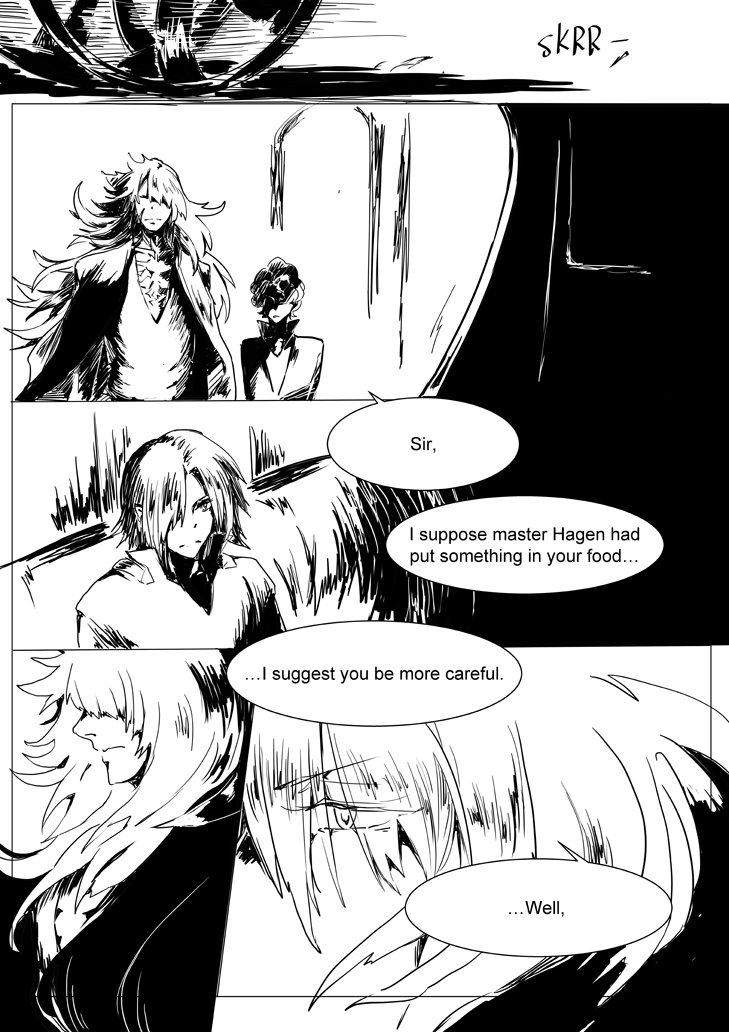 SKRR-
Sir,
I suppose master Hagen had
put something in your food…
…I suggest you be more careful.
…Well,